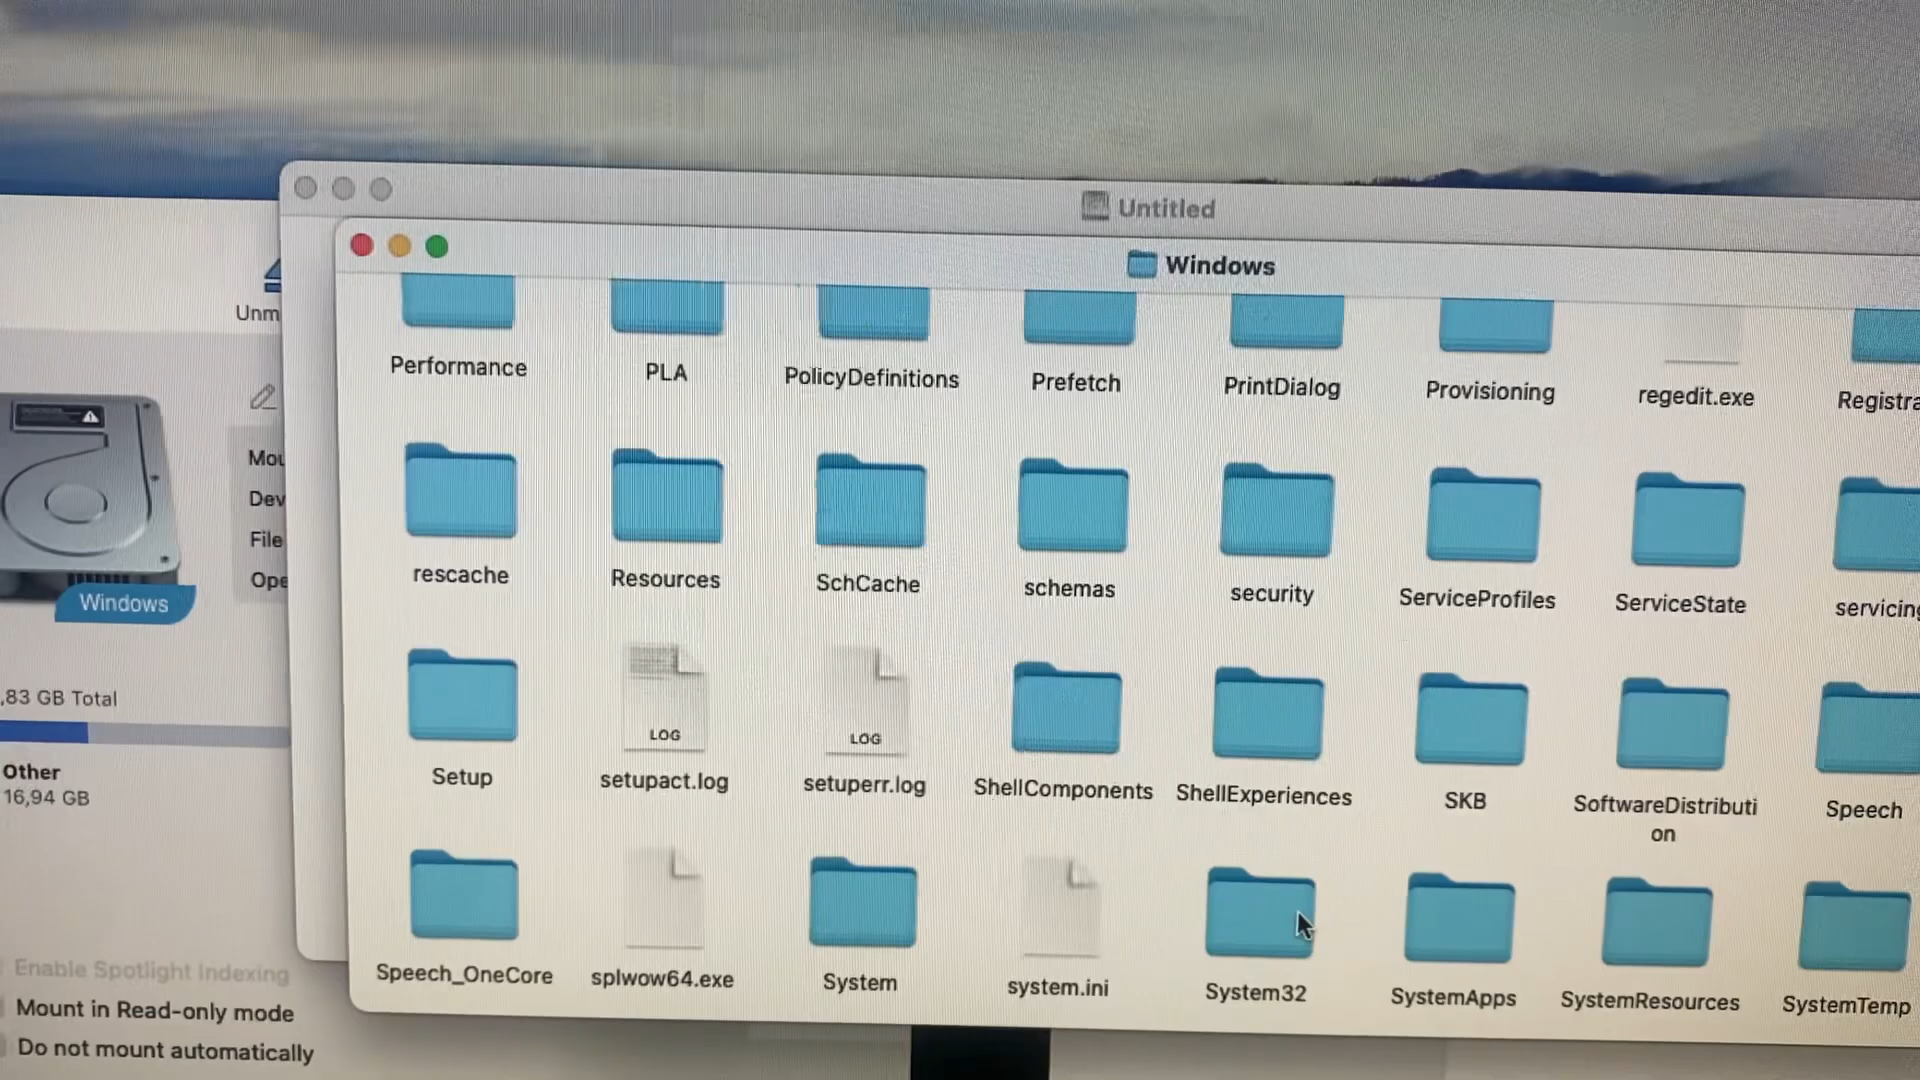 Untitled
Windows
Unm
Performance
PLA
PolicyDefinitions
Prefetch
PrintDialog
Provisioning
regedit.exe
Registra
Mou
Dev
File
Ope
Windows
rescache
Resources
SchCache
schemas
security
ServiceProfiles
ServiceState
servicing
,83 GB Total
Other
16,94 GB
LOG
LOG
Setup
setupact.log
setuperr.log
ShellComponents
ShellExperiences
SKB
SoftwareDistributi
on
Speech
Speech_OneCore
splwow64.exe
System
system.ini
System32
SystemApps
SystemResources
SystemTemp
Enable Spotlight Indexing
Mount in Read-only mode
Do not mount automatically